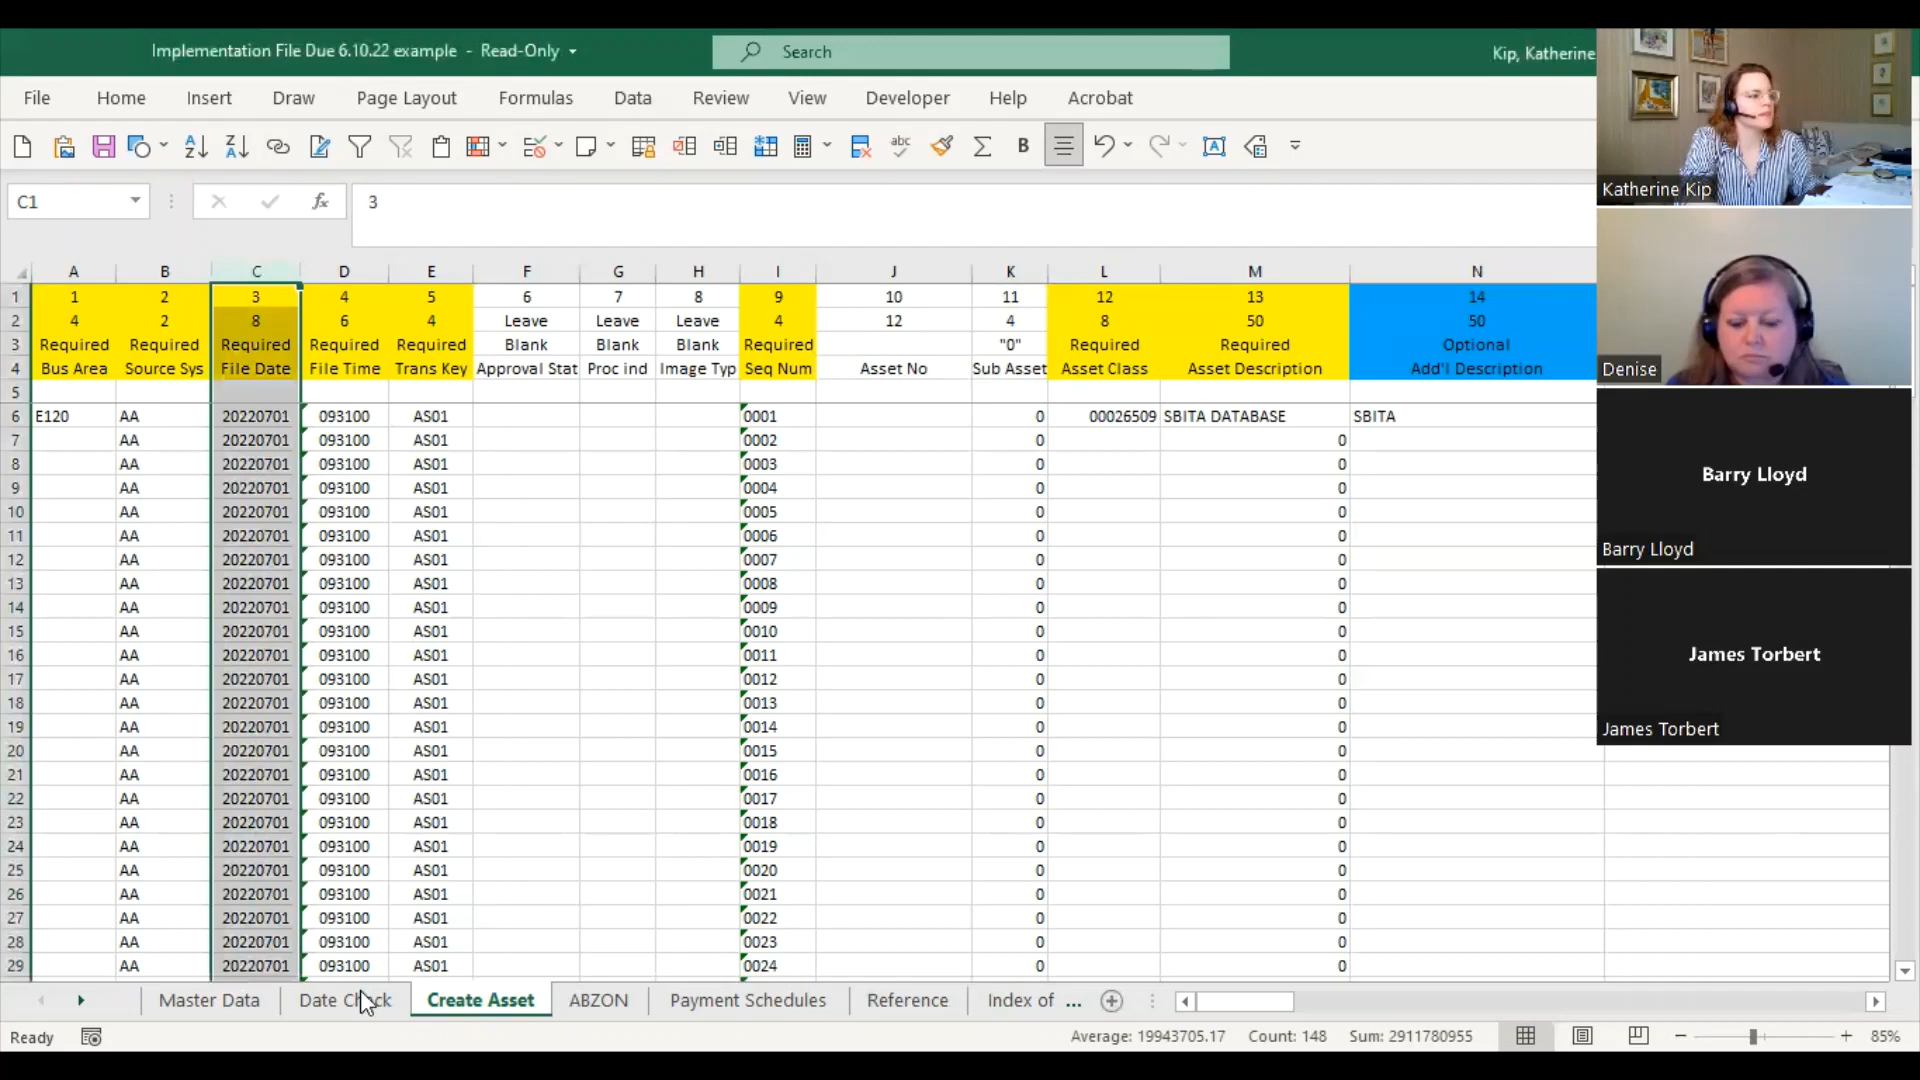 Implementation File Due 6.10.22 example - Read-Only
Search
Kip, Katherine
File Home Insert Draw Page Layout Formulas Data Review View Developer Help Acrobat
abc B
C1 fx 3
A B C D E F G H I J K L M N
1 1 2 3 4 5 6 7 8 9 10 11 12 13 14
2 4 2 8 6 4 Leave Leave Leave 4 12 4 8 50 50
3 Required Required Required Required Required Blank Blank Blank Required "0" Required Required Optional
4 Bus Area Source Sys File Date File Time Trans Key Approval Stat Proc ind Image Typ Seq Num Asset No Sub Asset Asset Class Asset Description Add'l Description
5
6 E120 AA 20220701 093100 AS01 0001 0 00026509 SBITA DATABASE SBITA
7 AA 20220701 093100 AS01 0002 0 0
8 AA 20220701 093100 AS01 0003 0 0
9 AA 20220701 093100 AS01 0004 0 0
10 AA 20220701 093100 AS01 0005 0 0
11 AA 20220701 093100 AS01 0006 0 0
12 AA 20220701 093100 AS01 0007 0 0
13 AA 20220701 093100 AS01 0008 0 0
14 AA 20220701 093100 AS01 0009 0 0
15 AA 20220701 093100 AS01 0010 0 0
16 AA 20220701 093100 AS01 0011 0 0
17 AA 20220701 093100 AS01 0012 0 0
18 AA 20220701 093100 AS01 0013 0 0
19 AA 20220701 093100 AS01 0014 0 0
20 AA 20220701 093100 AS01 0015 0 0
21 AA 20220701 093100 AS01 0016 0 0
22 AA 20220701 093100 AS01 0017 0 0
23 AA 20220701 093100 AS01 0018 0 0
24 AA 20220701 093100 AS01 0019 0 0
25 AA 20220701 093100 AS01 0020 0 0
26 AA 20220701 093100 AS01 0021 0 0
27 AA 20220701 093100 AS01 0022 0 0
28 AA 20220701 093100 AS01 0023 0 0
29 AA 20220701 093100 AS01 0024 0 0
Master Data Date Check Create Asset ABZON Payment Schedules Reference Index of ...
Ready Average: 19943705.17 Count: 148 Sum: 2911780955 85%
Katherine Kip
Denise
Barry Lloyd
Barry Lloyd
James Torbert
James Torbert